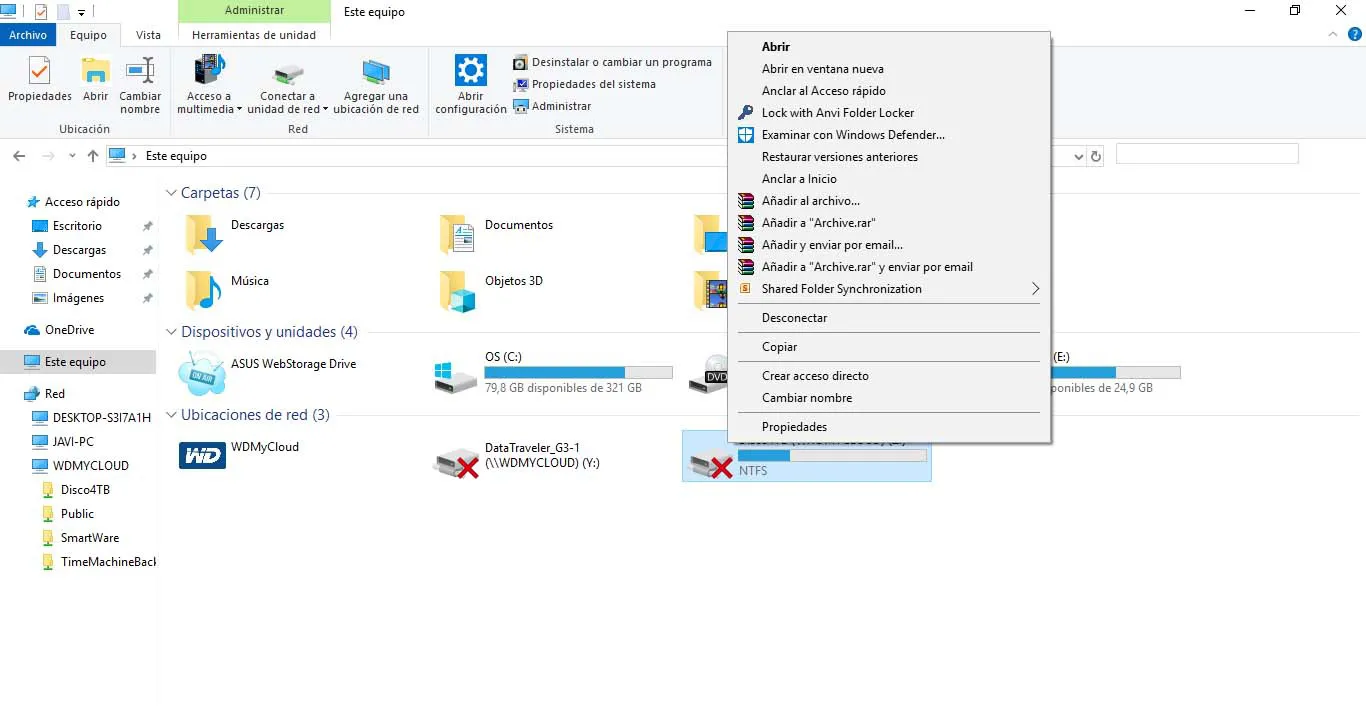 Administrar
Este equipo
Archivo
Equipo
Vista
Herramientas de unidad
Propiedades
Abrir
Cambiar
nombre
Ubicación
Acceso a
multimedia
Conectar a
unidad de red
Agregar una
ubicación de red
Red
Abrir
configuración
Desinstalar o cambiar un programa
Propiedades del sistema
Administrar
Sistema
Este equipo
Acceso rápido
Escritorio
Descargas
Documentos
Imágenes
OneDrive
Este equipo
Red
DESKTOP-S3I7A1H
JAVI-PC
WDMYCLOUD
Disco4TB
Public
SmartWare
TimeMachineBack
Carpetas (7)
Descargas
Documentos
Música
Objetos 3D
Dispositivos y unidades (4)
ASUS WebStorage Drive
OS (C:)
79,8 GB disponibles de 321 GB
DVD
(E:)
ponibles de 24,9 GB
Ubicaciones de red (3)
WD
WDMyCloud
DataTraveler_G3-1
(\\WDMYCLOUD) (Y:)
NTFS
Abrir
Abrir en ventana nueva
Anclar al Acceso rápido
Lock with Anvi Folder Locker
Examinar con Windows Defender...
Restaurar versiones anteriores
Anclar a Inicio
Añadir al archivo...
Añadir a "Archive.rar"
Añadir y enviar por email...
Añadir a "Archive.rar" y enviar por email
Shared Folder Synchronization
Desconectar
Copiar
Crear acceso directo
Cambiar nombre
Propiedades